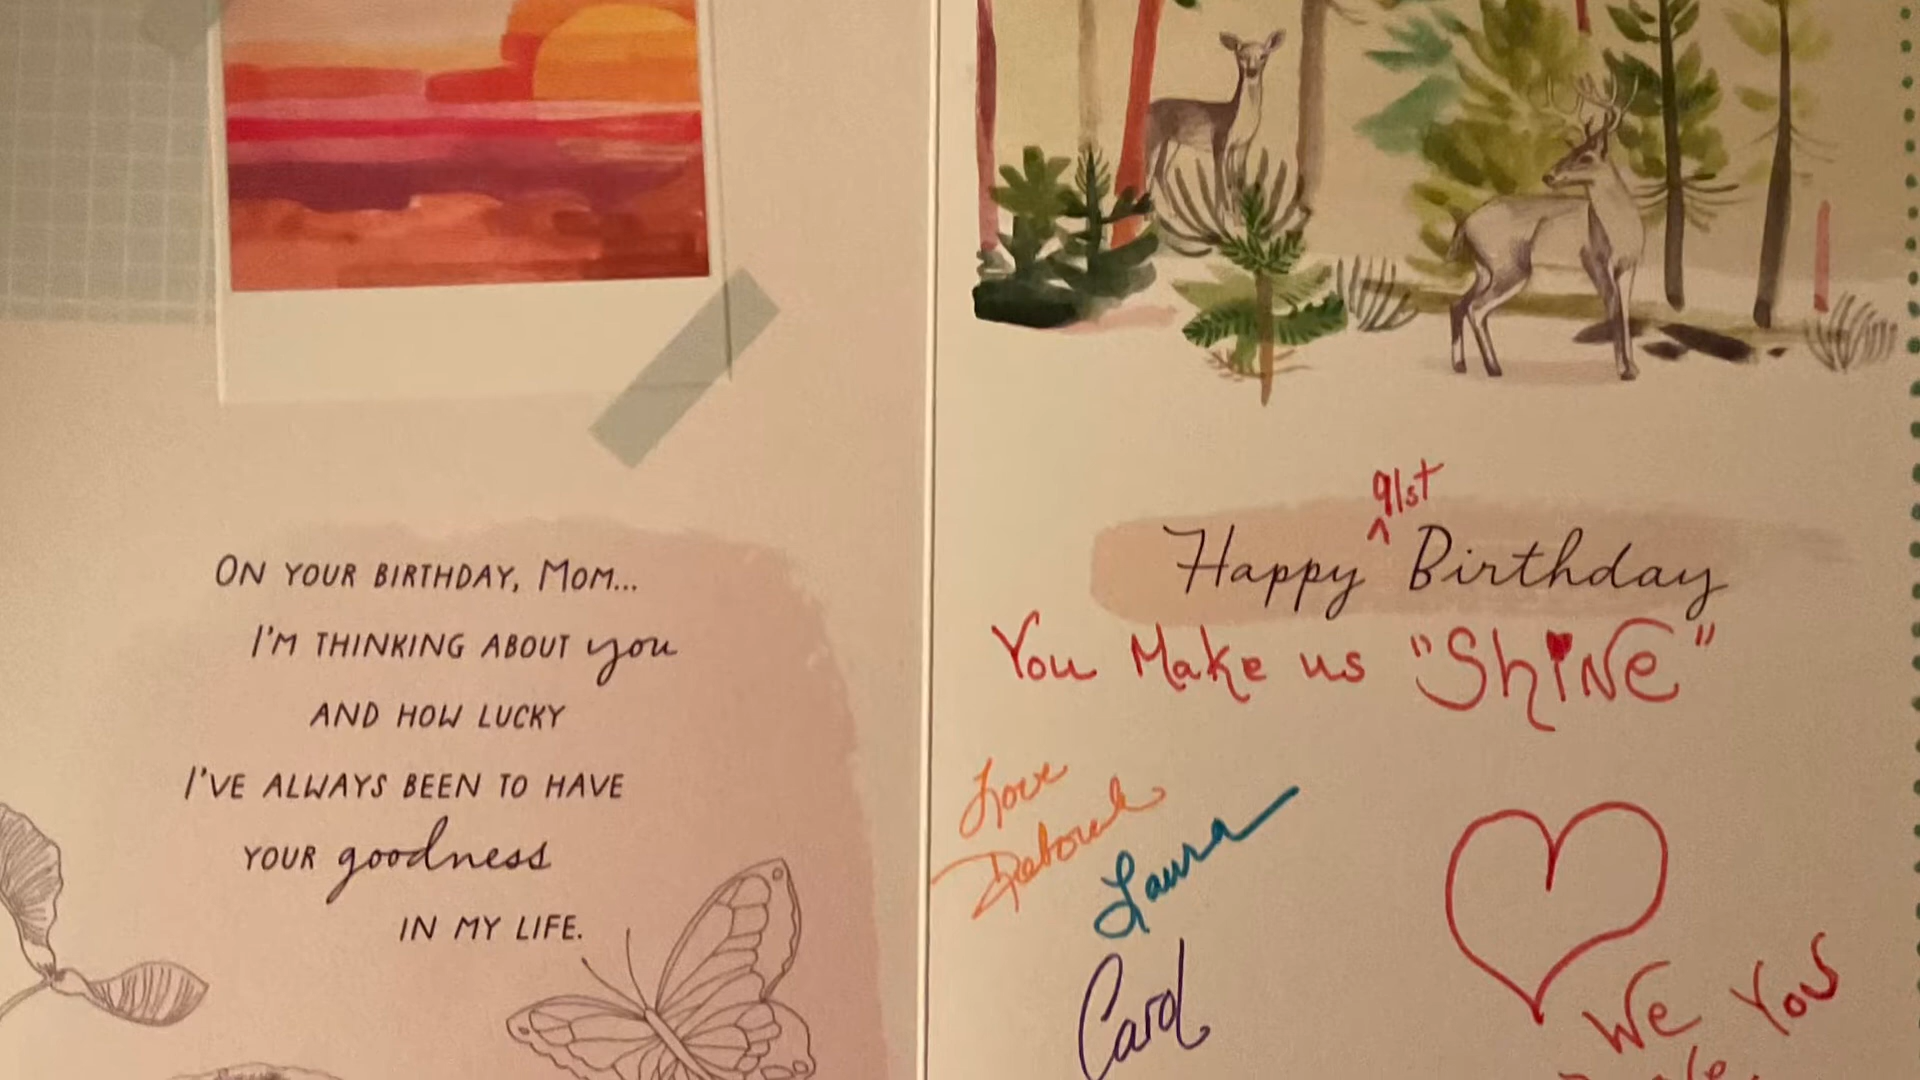 ON YOUR BIRTHDAY, MOM...
I'M THINKING ABOUT you
AND HOW LUCKY
I'VE ALWAYS BEEN TO HAVE
YOUR goodness
IN MY LIFE.
91st
^
Happy Birthday
You Make us "ShiNe"
Love
Deborah
Laura
Carol
We You